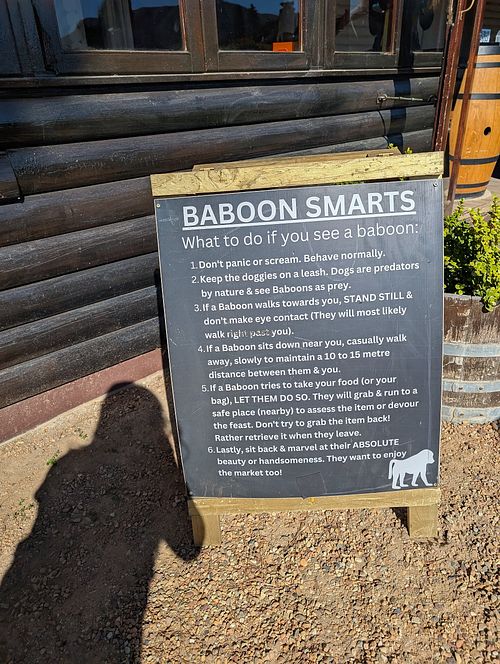 BABOON SMARTS
What to do if you see a baboon:
1. Don't panic or scream. Behave normally.
2. Keep the doggies on a leash. Dogs are predators
by nature & see Baboons as prey.
3. If a Baboon walks towards you, STAND STILL &
don't make eye contact (They will most likely
walk right past you).
4. If a Baboon sits down near you, casually walk
away, slowly to maintain a 10 to 15 metre
distance between them & you.
5. If a Baboon tries to take your food (or your
bag), LET THEM DO SO. They will grab & run to a
safe place (nearby) to assess the item or devour
the feast. Don't try to grab the item back!
Rather retrieve it when they leave.
6. Lastly, sit back & marvel at their ABSOLUTE
beauty or handsomeness. They want to enjoy
the market too!